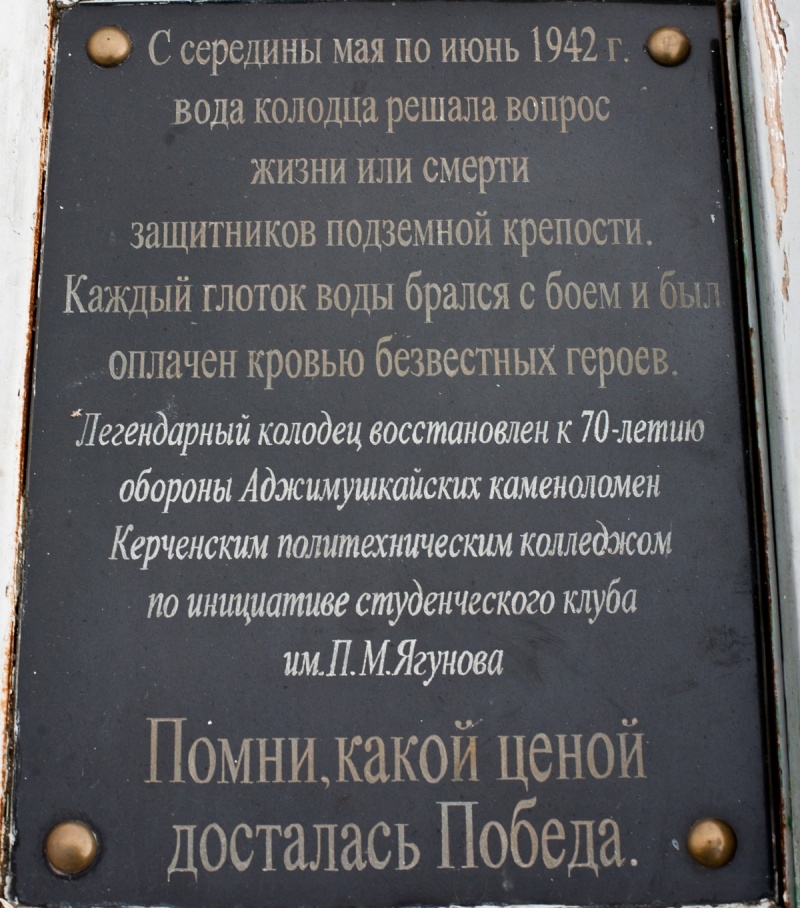 С середины мая по июнь 1942 г.
вода колодца решала вопрос
жизни или смерти
защитников подземной крепости.
Каждый глоток воды брался с боем и был
оплачен кровью безвестных героев.
Легендарный колодец восстановлен к 70-летию
обороны Аджимушкайских каменоломен
Керченским политехническим колледжом
по инициативе студенческого клуба
им.П.М.Ягунова
Помни, какой ценой
досталась Победа.